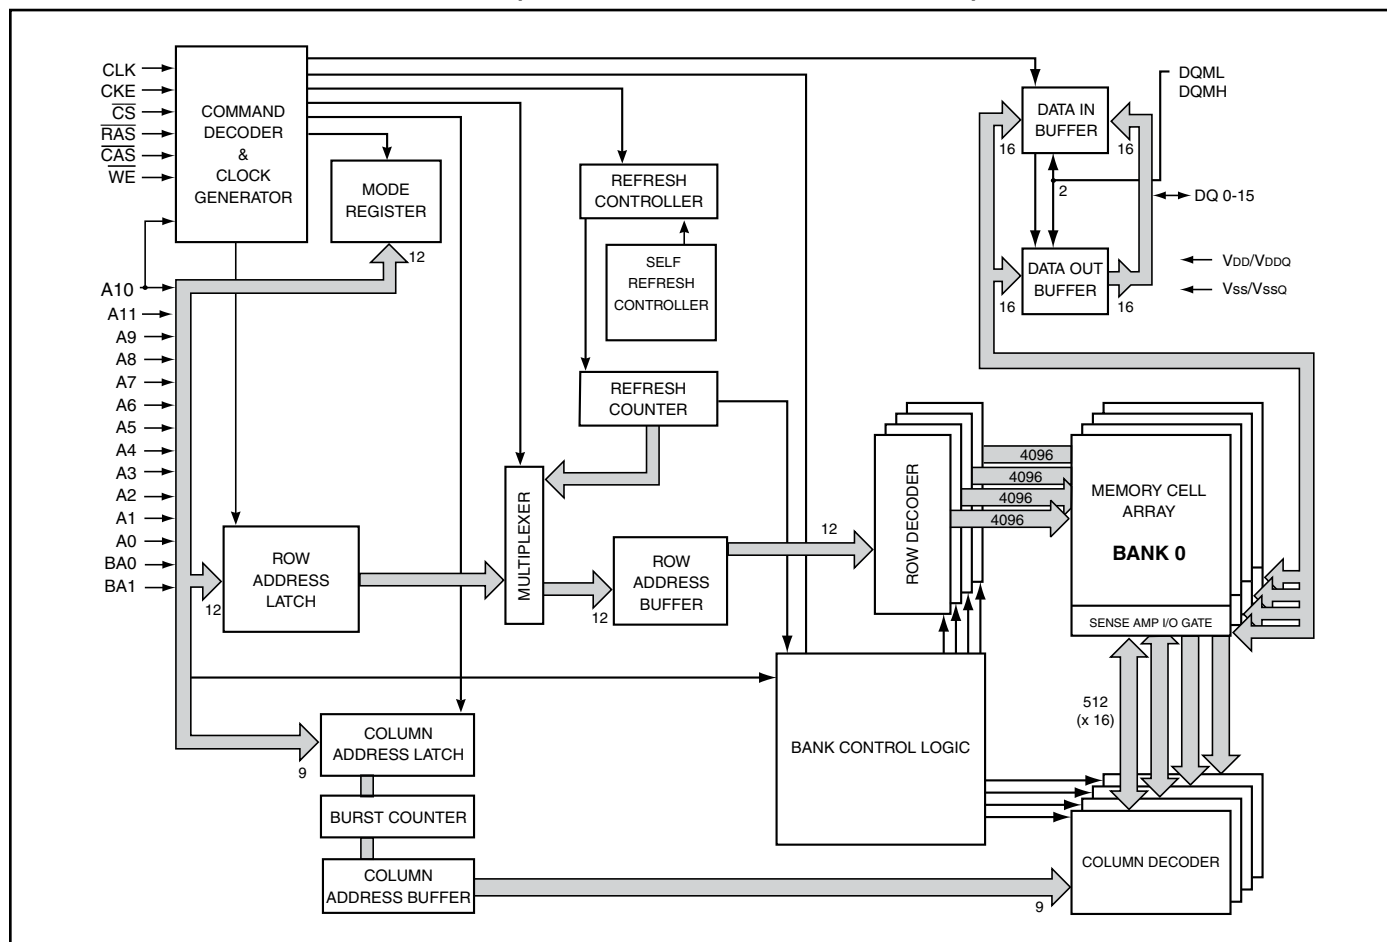 CLK
CKE
CS
RAS
CAS
WE
A10
A11
A9
A8
A7
A6
A5
A4
A3
A2
A1
A0
BA0
BA1
COMMAND
DECODER
&
CLOCK
GENERATOR
MODE
REGISTER
12
REFRESH
CONTROLLER
SELF
REFRESH
CONTROLLER
REFRESH
COUNTER
DATA IN
BUFFER
16
16
2
DQML
DQMH
DQ 0-15
VDD/VDDQ
Vss/VssQ
DATA OUT
BUFFER
16
16
MULTIPLEXER
ROW
ADDRESS
LATCH
12
ROW
ADDRESS
BUFFER
12
12
ROW DECODER
4096
4096
4096
4096
MEMORY CELL
ARRAY
BANK 0
SENSE AMP I/O GATE
512
(x 16)
BANK CONTROL LOGIC
COLUMN
ADDRESS LATCH
9
BURST COUNTER
COLUMN
ADDRESS BUFFER
9
COLUMN DECODER